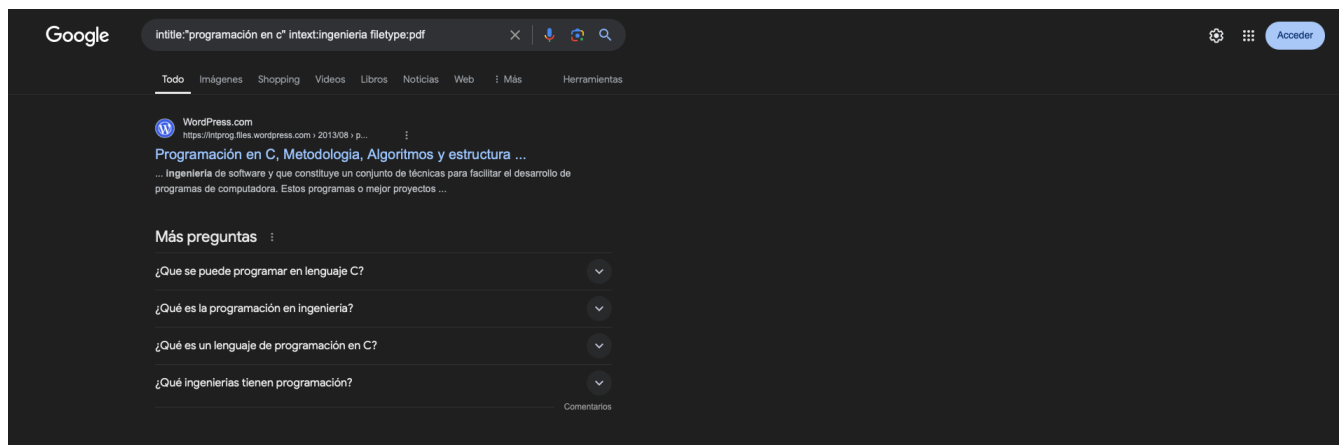 Google
intitle:"programación en c" intext:ingenieria filetype:pdf
Acceder
Todo Imágenes Shopping Videos Libros Noticias Web Más Herramientas
WordPress.com
https://intprog.files.wordpress.com › 2013/08 › p...
Programación en C, Metodologia, Algoritmos y estructura ...
... ingenieria de software y que constituye un conjunto de técnicas para facilitar el desarrollo de
programas de computadora. Estos programas o mejor proyectos ...
Más preguntas
¿Que se puede programar en lenguaje C?
¿Qué es la programación en ingeniería?
¿Qué es un lenguaje de programación en C?
¿Qué ingenierias tienen programación?
Comentarios